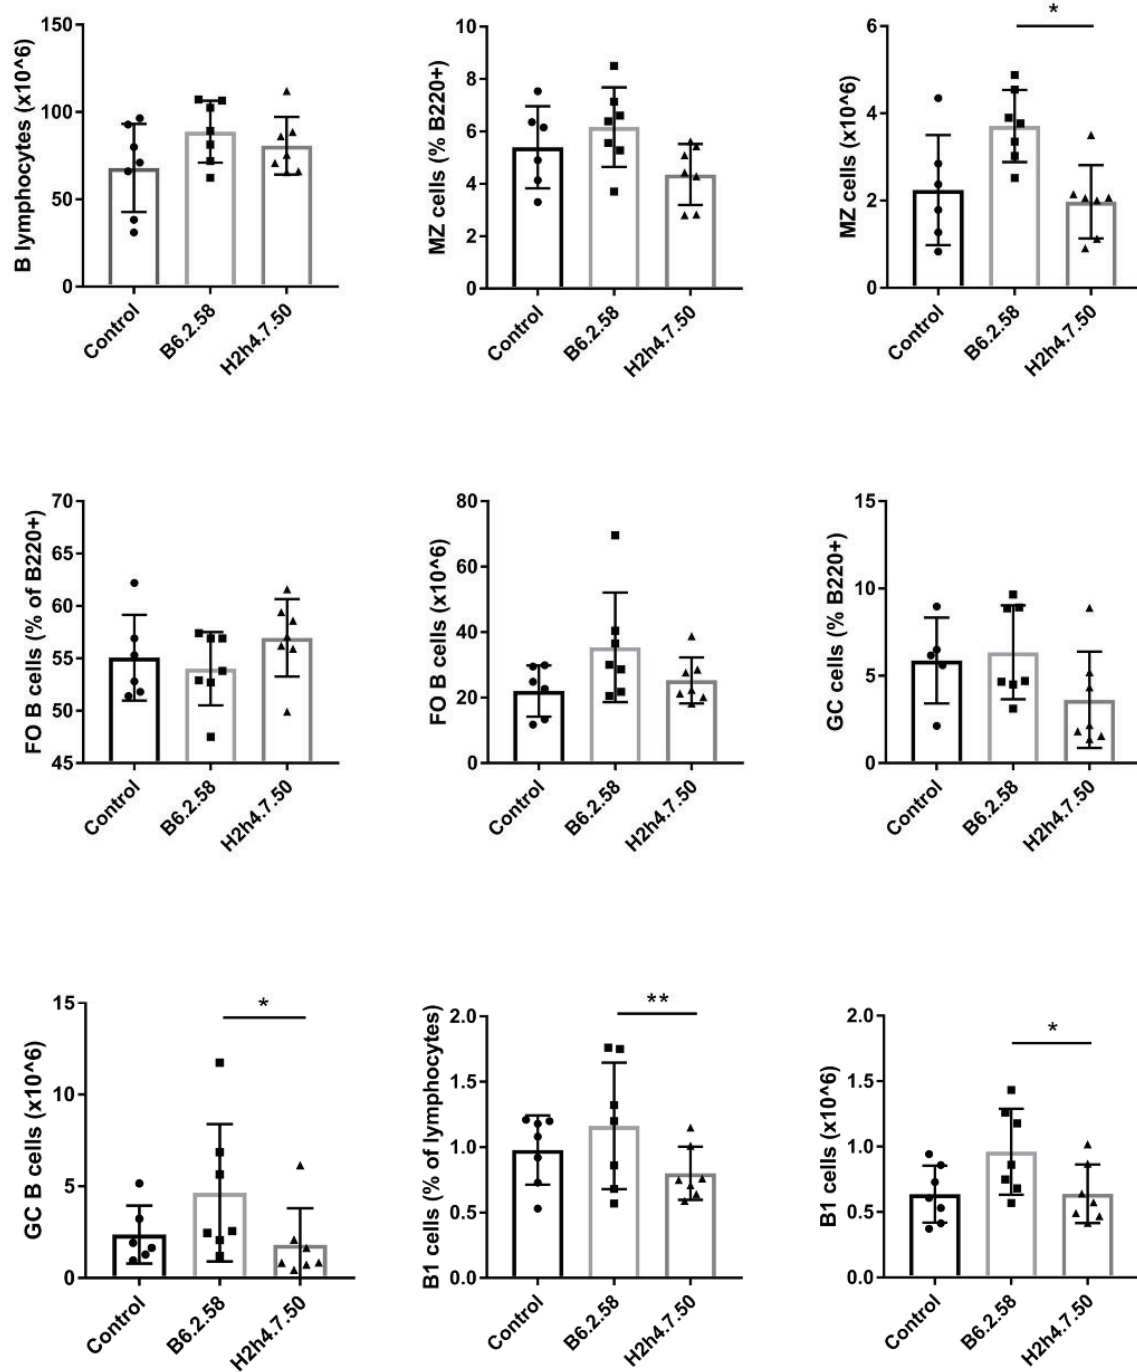 B lymphocytes (x10^6)
150
100
50
0
Control
B6.2.58
H2h4.7.50
MZ cells (% B220+)
10
8
6
4
2
0
Control
B6.2.58
H2h4.7.50
MZ cells (x10^6)
6
4
2
0
*
Control
B6.2.58
H2h4.7.50
FO B cells (% of B220+)
70
65
60
55
50
45
Control
B6.2.58
H2h4.7.50
FO B cells (x10^6)
80
60
40
20
0
Control
B6.2.58
H2h4.7.50
GC cells (% B220+)
15
10
5
0
Control
B6.2.58
H2h4.7.50
GC B cells (x10^6)
15
10
5
0
*
Control
B6.2.58
H2h4.7.50
B1 cells (% of lymphocytes)
2.0
1.5
1.0
0.5
0.0
**
Control
B6.2.58
H2h4.7.50
B1 cells (x10^6)
2.0
1.5
1.0
0.5
0.0
*
Control
B6.2.58
H2h4.7.50